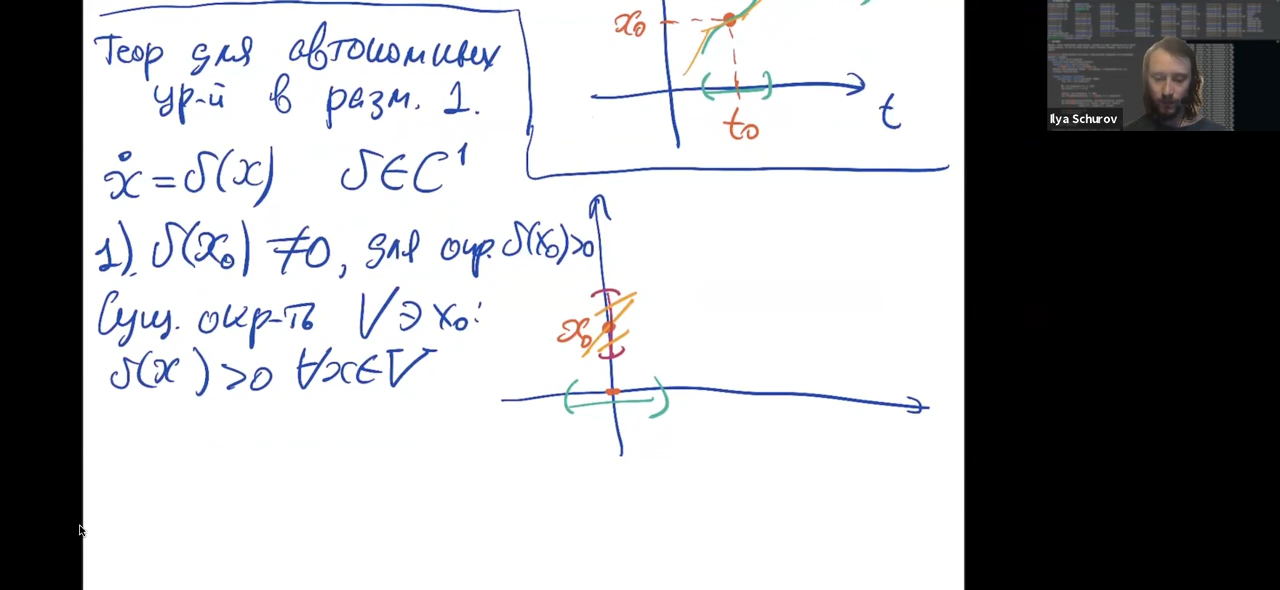 Теор для автономных
ур-й в разм. 1.
ẋ = f(x) f ∈ C¹
1). f(x₀) ≠ 0, для опр. f(x₀)>0
Сущ. окр-ть V ∋ x₀:
f(x) > 0 ∀x∈V
x₀
t₀
t
x₀
Ilya Schurov